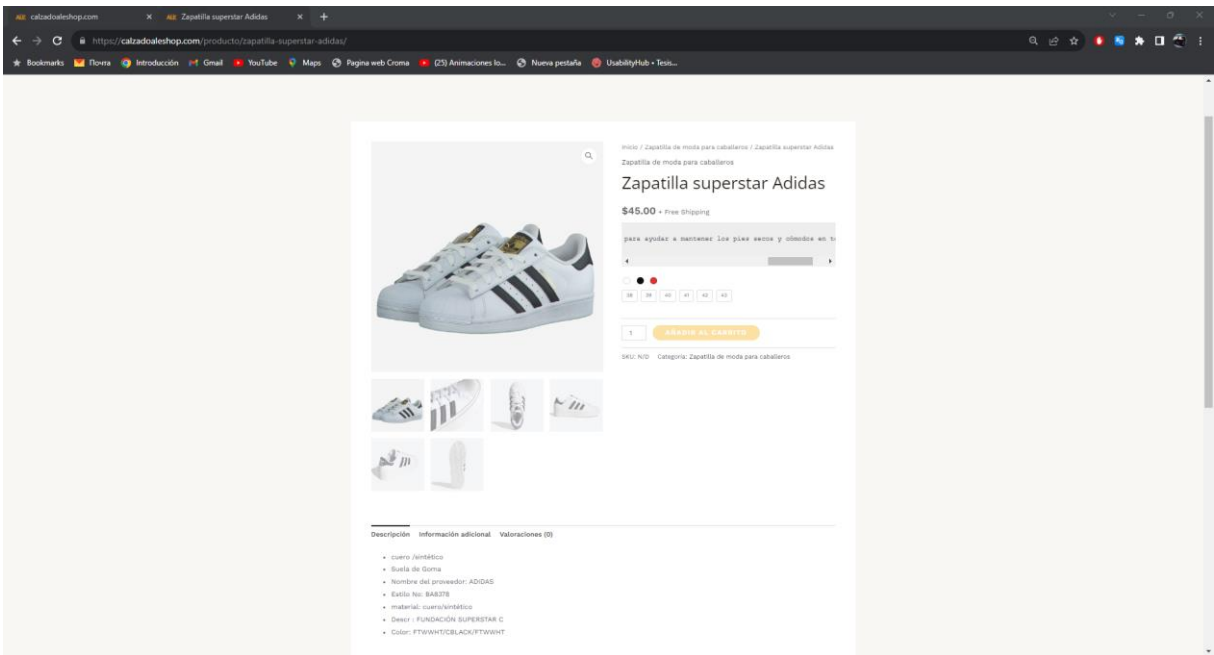 calzadoaleshop.com
Zapatilla superstar Adidas
https://calzadoaleshop.com/producto/zapatilla-superstar-adidas/
Bookmarks Почта Introducción Gmail YouTube Maps Pagina web Croma (25) Animaciones lo... Nueva pestaña UsabilityHub - Tesis...
Inicio / Zapatilla de moda para caballeros / Zapatilla superstar Adidas
Zapatilla de moda para caballeros
Zapatilla superstar Adidas
$45.00 + Free Shipping
para ayudar a mantener los pies secos y cómodos en to
38 39 40 41 42 43
1 AÑADIR AL CARRITO
SKU: N/D Categoría: Zapatilla de moda para caballeros
Descripción Información adicional Valoraciones (0)
cuero /sintético
Suela de Goma
Nombre del proveedor: ADIDAS
Estilo No: BA8378
material: cuero/sintético
Descr : FUNDACIÓN SUPERSTAR C
Color: FTWWHT/CBLACK/FTWWHT